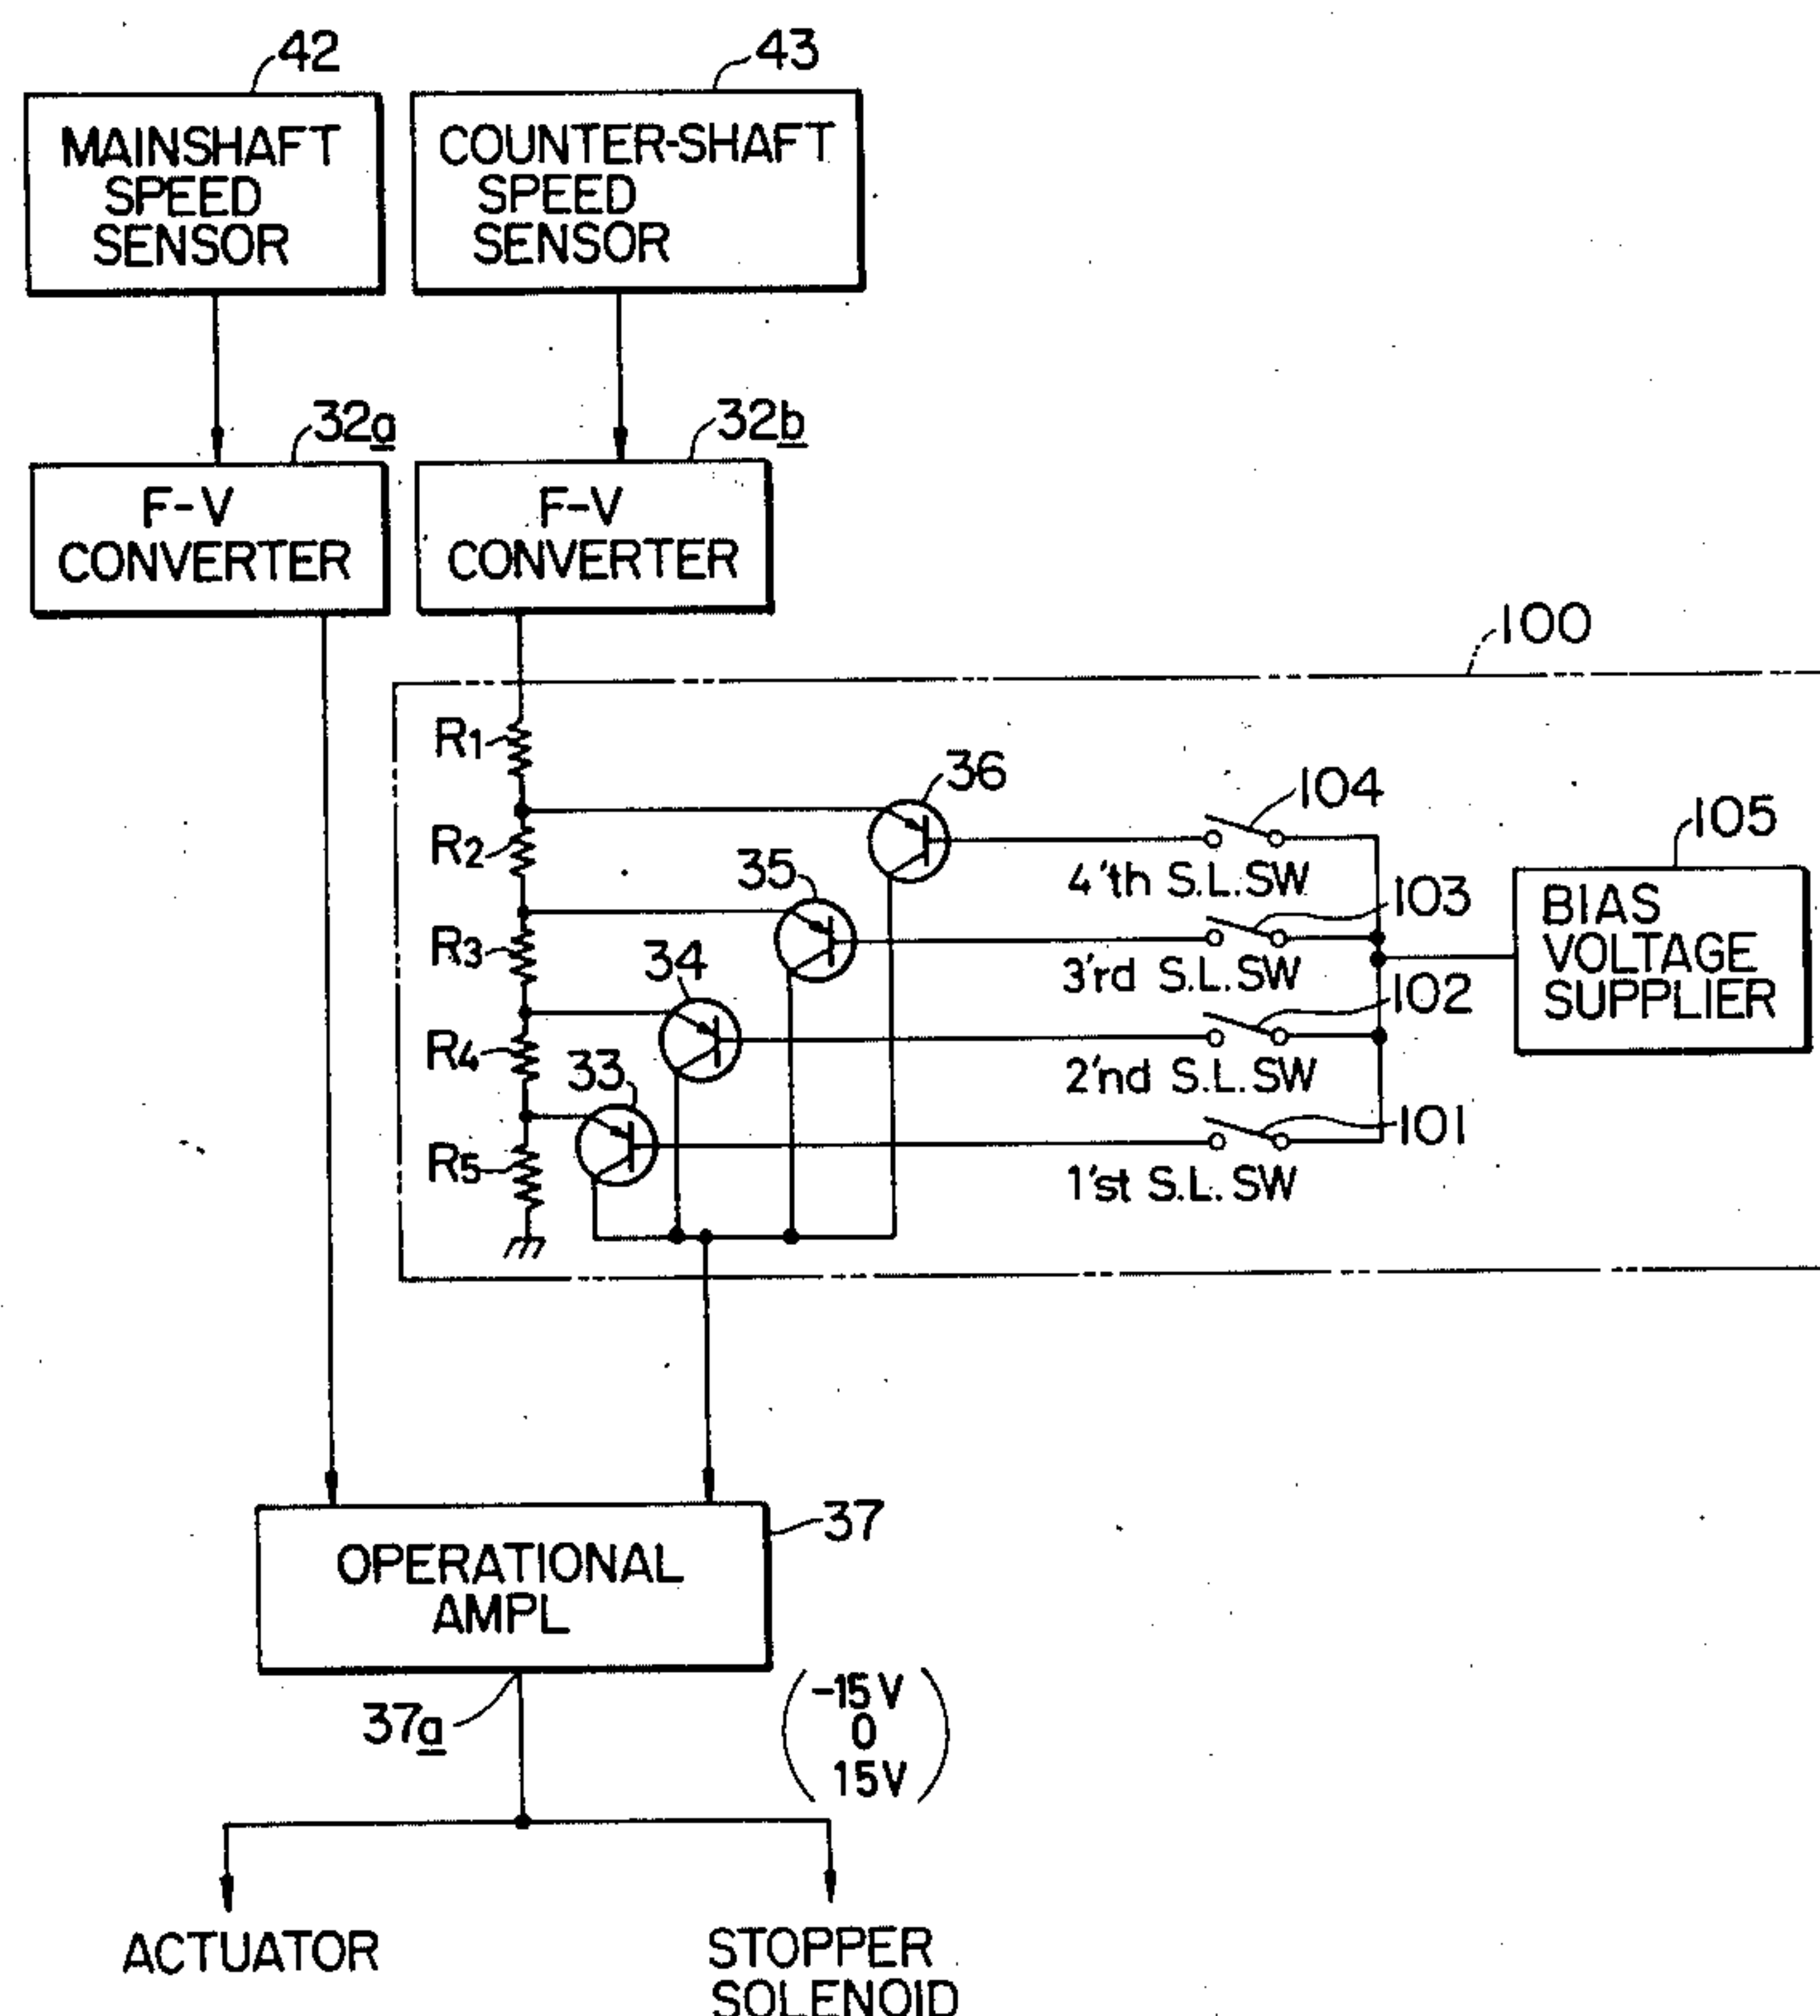 42
43
MAINSHAFT
SPEED
SENSOR
COUNTER-SHAFT
SPEED
SENSOR
32a
32b
F-V
CONVERTER
F-V
CONVERTER
100
R1
36
104
105
R2
35
4'th S.L.SW
103
BIAS
VOLTAGE
SUPPLIER
R3
34
3'rd S.L.SW
102
R4
33
2'nd S.L.SW
101
R5
1'st S.L.SW
37
OPERATIONAL
AMPL
37a
-15V
0
15V
ACTUATOR
STOPPER
SOLENOID